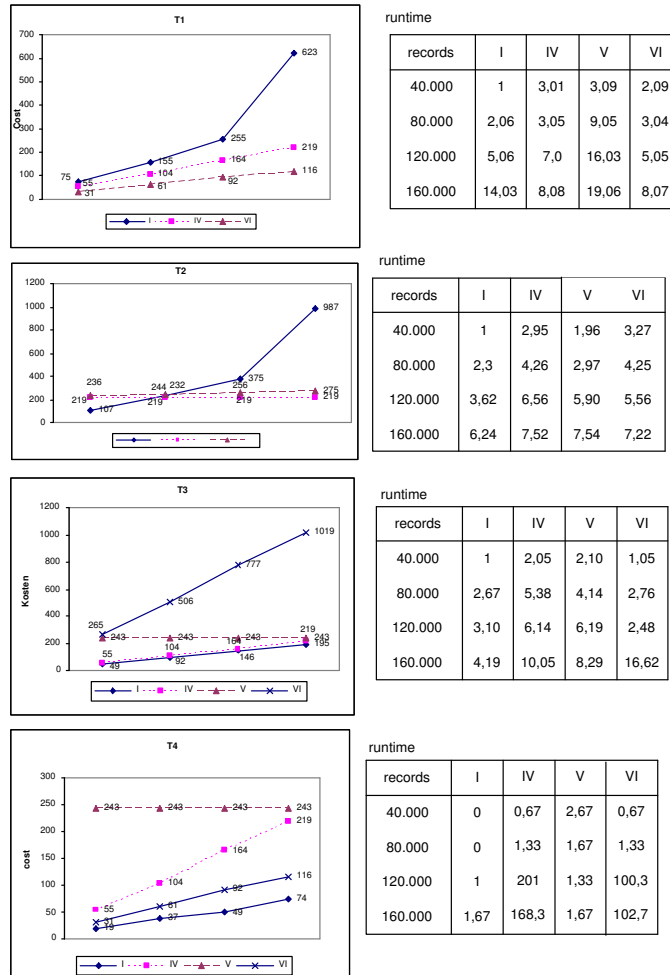 T1
Cost
700
600
500
400
300
200
100
0
75
55
31
155
104
61
255
164
92
623
219
116
I IV VI
runtime
records I IV V VI
40.000 1 3,01 3,09 2,09
80.000 2,06 3,05 9,05 3,04
120.000 5,06 7,0 16,03 5,05
160.000 14,03 8,08 19,06 8,07
T2
1200
1000
800
600
400
200
0
236
219
107
244
232
219
375
256
219
987
275
219
runtime
records I IV V VI
40.000 1 2,95 1,96 3,27
80.000 2,3 4,26 2,97 4,25
120.000 3,62 6,56 5,90 5,56
160.000 6,24 7,52 7,54 7,22
T3
Kosten
1200
1000
800
600
400
200
0
265
243
55
49
506
243
104
92
777
243
164
146
1019
219
243
195
I IV V VI
runtime
records I IV V VI
40.000 1 2,05 2,10 1,05
80.000 2,67 5,38 4,14 2,76
120.000 3,10 6,14 6,19 2,48
160.000 4,19 10,05 8,29 16,62
T4
cost
300
250
200
150
100
50
0
243
55
31
19
243
104
61
37
243
164
92
49
243
219
116
74
I IV V VI
runtime
records I IV V VI
40.000 0 0,67 2,67 0,67
80.000 0 1,33 1,67 1,33
120.000 1 201 1,33 100,3
160.000 1,67 168,3 1,67 102,7